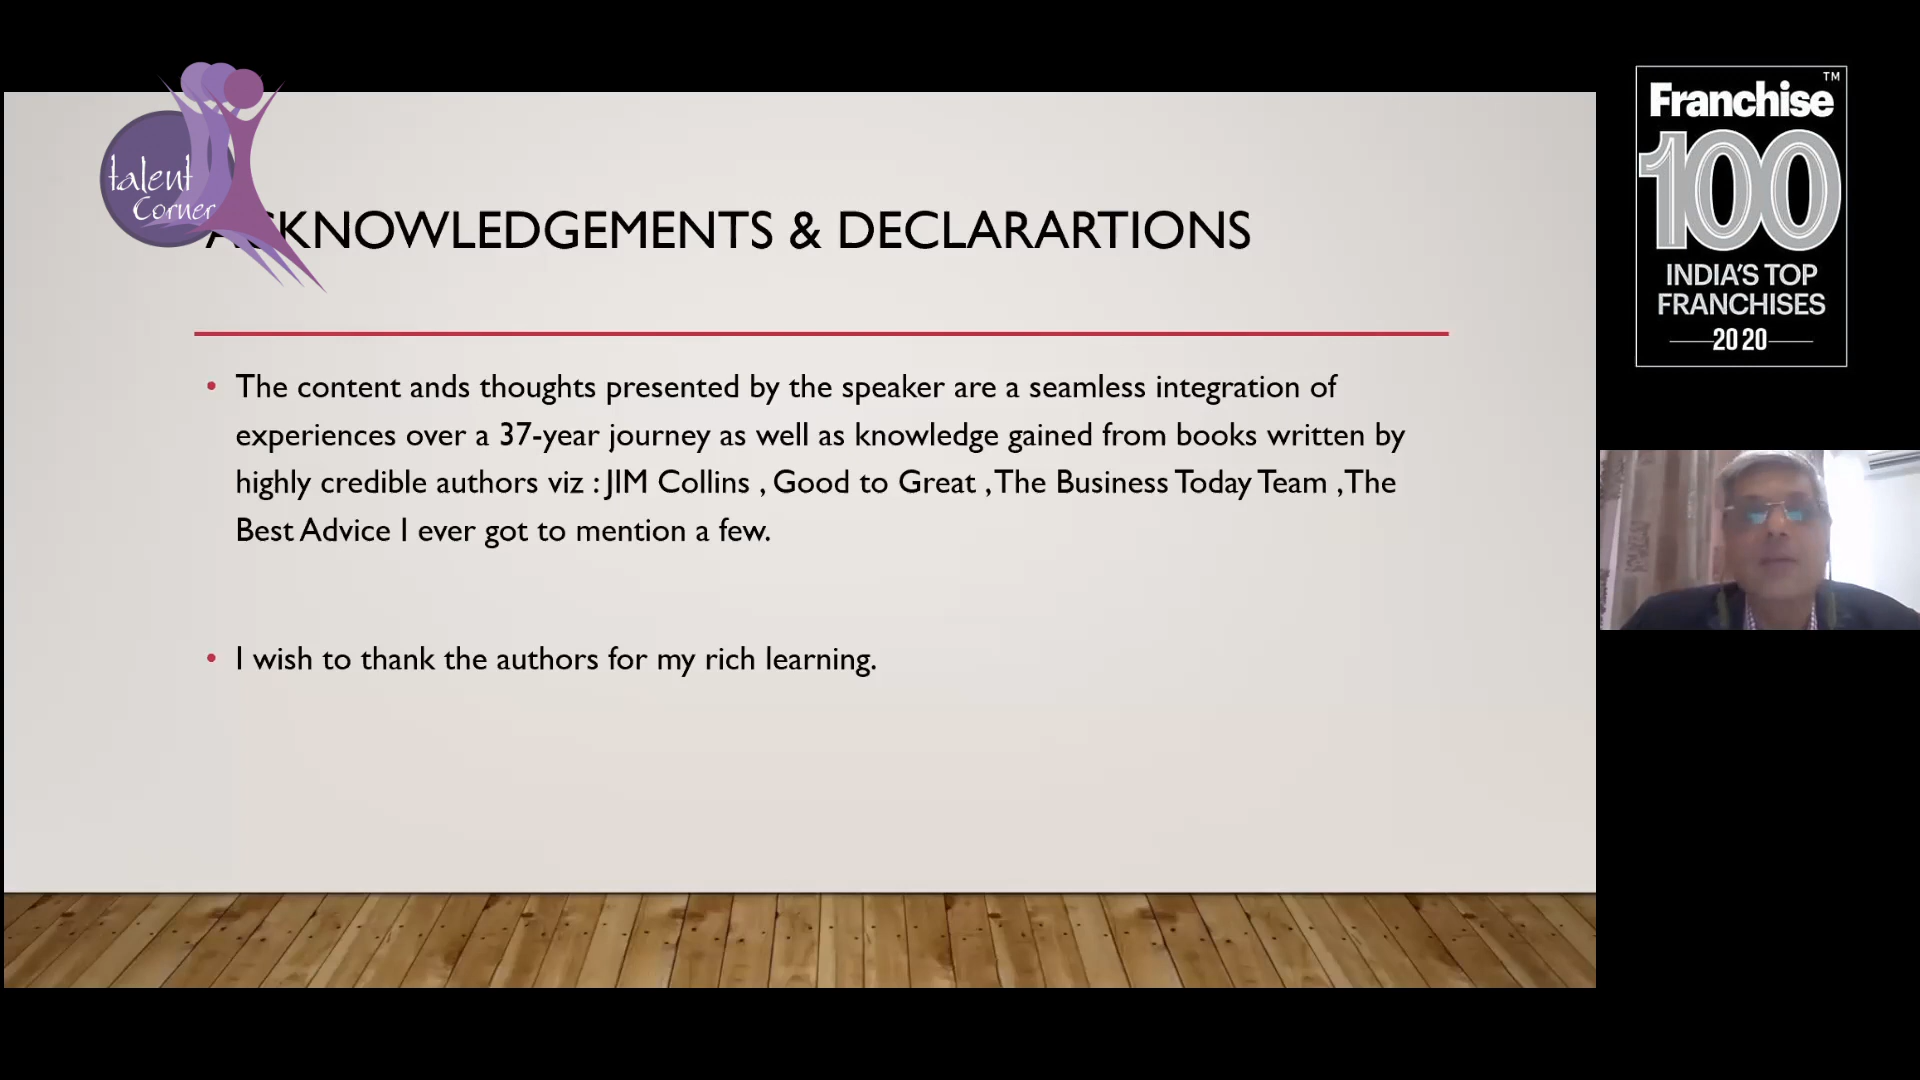 talent
Corner
ACKNOWLEDGEMENTS & DECLARARTIONS
• The content ands thoughts presented by the speaker are a seamless integration of
experiences over a 37-year journey as well as knowledge gained from books written by
highly credible authors viz : JIM Collins , Good to Great , The Business Today Team , The
Best Advice I ever got to mention a few.
• I wish to thank the authors for my rich learning.
Franchise™
100
INDIA'S TOP
FRANCHISES
2020